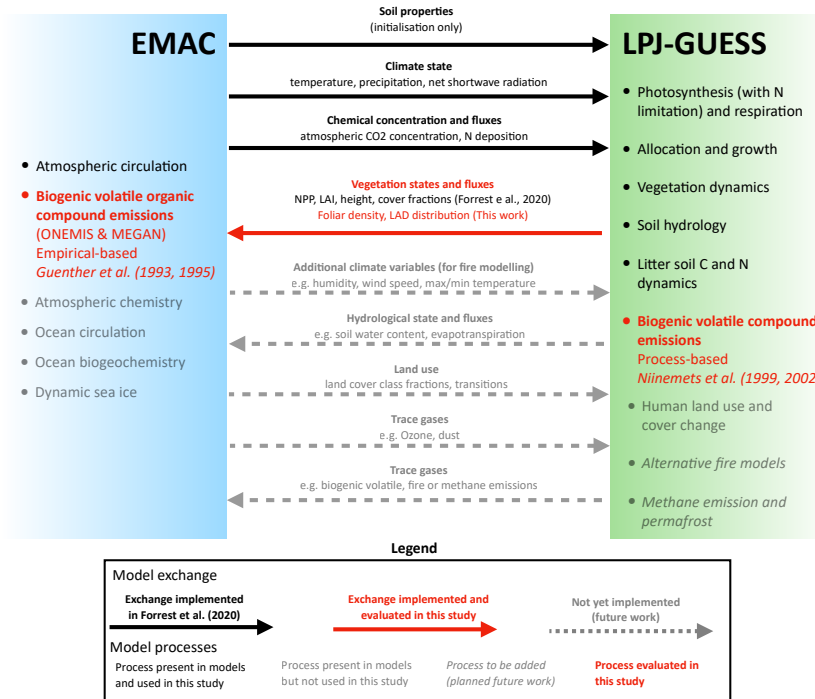 EMAC
Soil properties
(initialisation only)
LPJ-GUESS
Climate state
temperature, precipitation, net shortwave radiation
Chemical concentration and fluxes
atmospheric CO2 concentration, N deposition
Vegetation states and fluxes
NPP, LAI, height, cover fractions (Forrest et al., 2020)
Foliar density, LAD distribution (This work)
Additional climate variables (for fire modelling)
e.g. humidity, wind speed, max/min temperature
Hydrological state and fluxes
e.g. soil water content, evapotranspiration
Land use
land cover class fractions, transitions
Trace gases
e.g. Ozone, dust
Trace gases
e.g. biogenic volatile, fire or methane emissions
• Atmospheric circulation
• Biogenic volatile organic
compound emissions
(ONEMIS & MEGAN)
Empirical-based
Guenther et al. (1993, 1995)
• Atmospheric chemistry
• Ocean circulation
• Ocean biogeochemistry
• Dynamic sea ice
• Photosynthesis (with N
limitation) and respiration
• Allocation and growth
• Vegetation dynamics
• Soil hydrology
• Litter soil C and N
dynamics
• Biogenic volatile compound
emissions
Process-based
Niinemets et al. (1999, 2002)
• Human land use and
cover change
• Alternative fire models
• Methane emission and
permafrost
Legend
Model exchange
Exchange implemented
in Forrest et al. (2020)
Exchange implemented and
evaluated in this study
Not yet implemented
(future work)
Model processes
Process present in models
and used in this study
Process present in models
but not used in this study
Process to be added
(planned future work)
Process evaluated in
this study